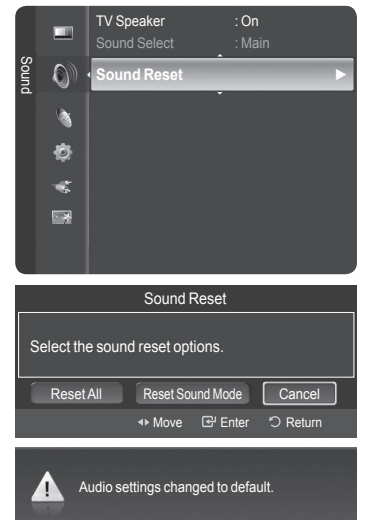 TV Speaker : On
Sound Select : Main
Sound
Sound Reset
Sound Reset
Select the sound reset options.
Reset All Reset Sound Mode Cancel
Move Enter Return
Audio settings changed to default.